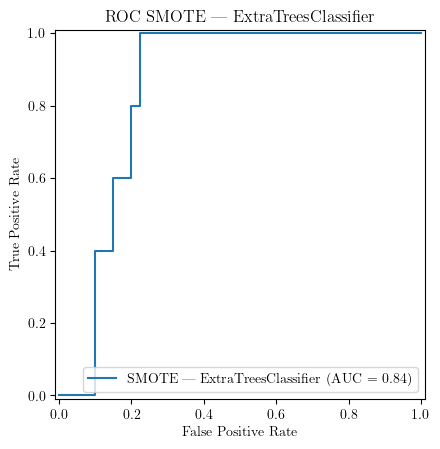 ROC SMOTE — ExtraTreesClassifier
1.0
0.8
0.6
0.4
0.2
0.0
True Positive Rate
SMOTE — ExtraTreesClassifier (AUC = 0.84)
0.0 0.2 0.4 0.6 0.8 1.0
False Positive Rate